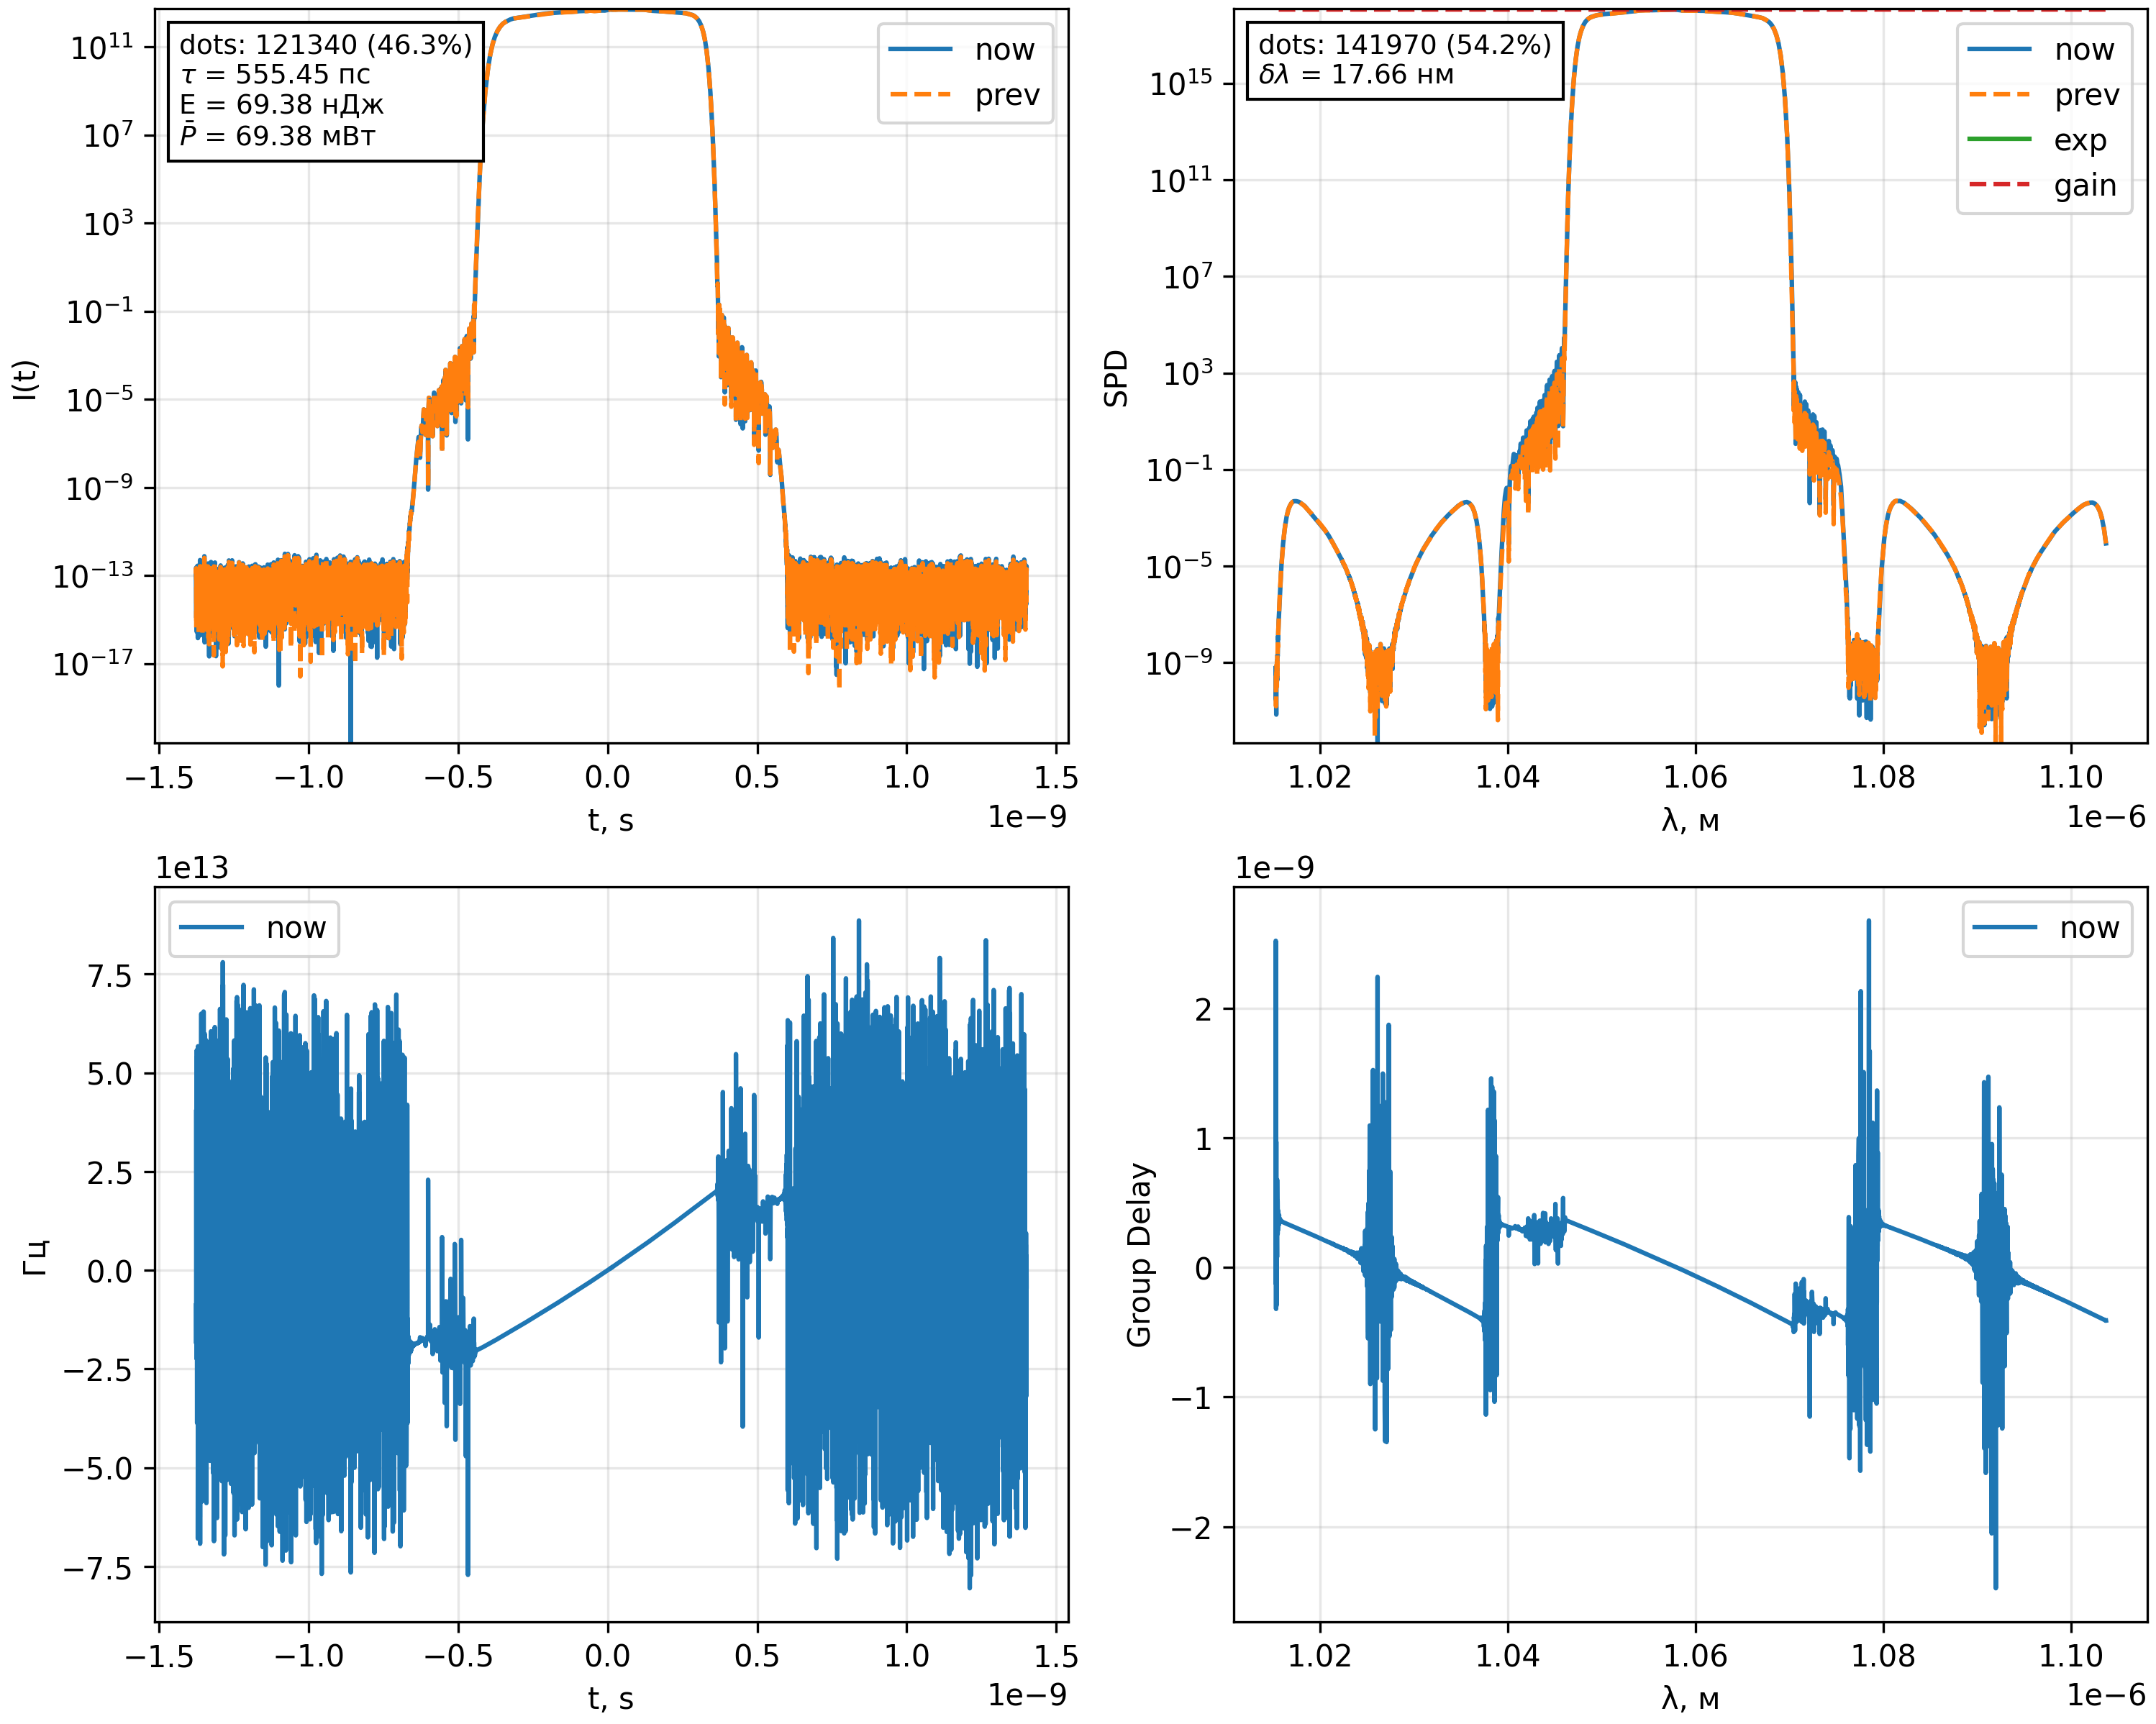 dots: 121340 (46.3%)
τ = 555.45 пс
E = 69.38 нДж
P̄ = 69.38 мВт
now
prev
10¹¹
10⁷
10³
10⁻¹
10⁻⁵
10⁻⁹
10⁻¹³
10⁻¹⁷
I(t)
−1.5 −1.0 −0.5 0.0 0.5 1.0 1.5
t, s
1e−9
dots: 141970 (54.2%)
δλ = 17.66 нм
now
prev
exp
gain
10¹⁵
10¹¹
10⁷
10³
10⁻¹
10⁻⁵
10⁻⁹
SPD
1.02 1.04 1.06 1.08 1.10
λ, м
1e−6
1e13
now
7.5
5.0
2.5
0.0
−2.5
−5.0
−7.5
Гц
−1.5 −1.0 −0.5 0.0 0.5 1.0 1.5
t, s
1e−9
1e−9
now
2
1
0
−1
−2
Group Delay
1.02 1.04 1.06 1.08 1.10
λ, м
1e−6